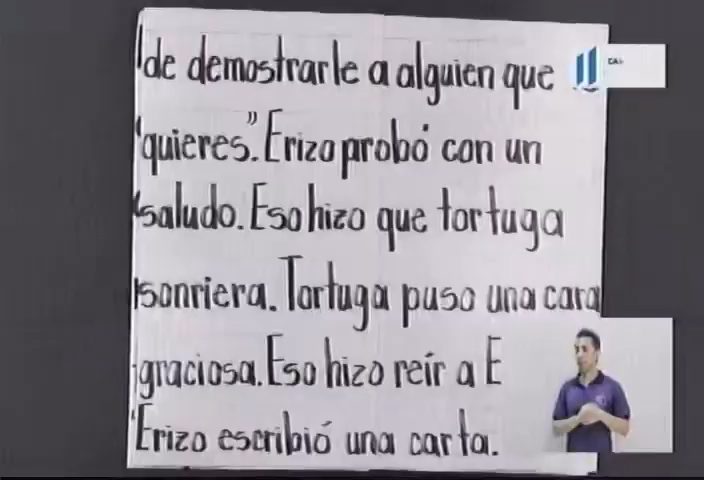 de demostrarle a alguien que
quieres". Erizo probó con un
saludo. Eso hizo que tortuga
sonriera. Tortuga puso una cara
graciosa. Eso hizo reír a E
Erizo escribió una carta.